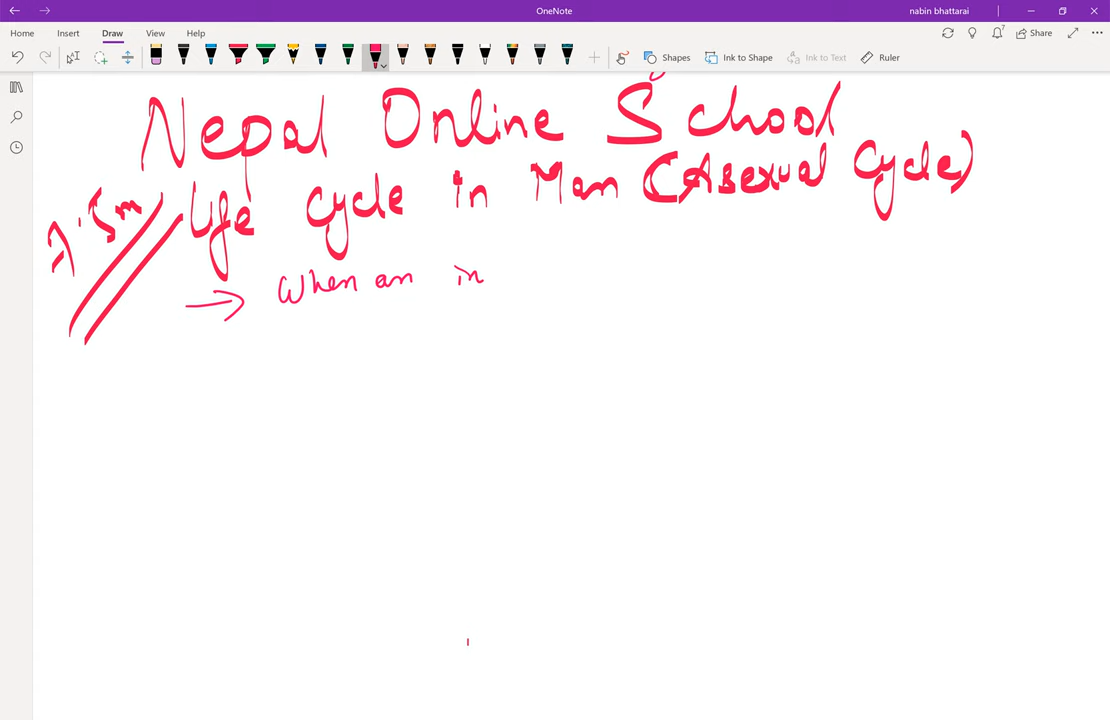 OneNote
nabin bhattarai
Home Insert Draw View Help
Share
Shapes Ink to Shape Ink to Text Ruler
Nepal Online School
Life Cycle in Man (Asexual Cycle)
→ When an in